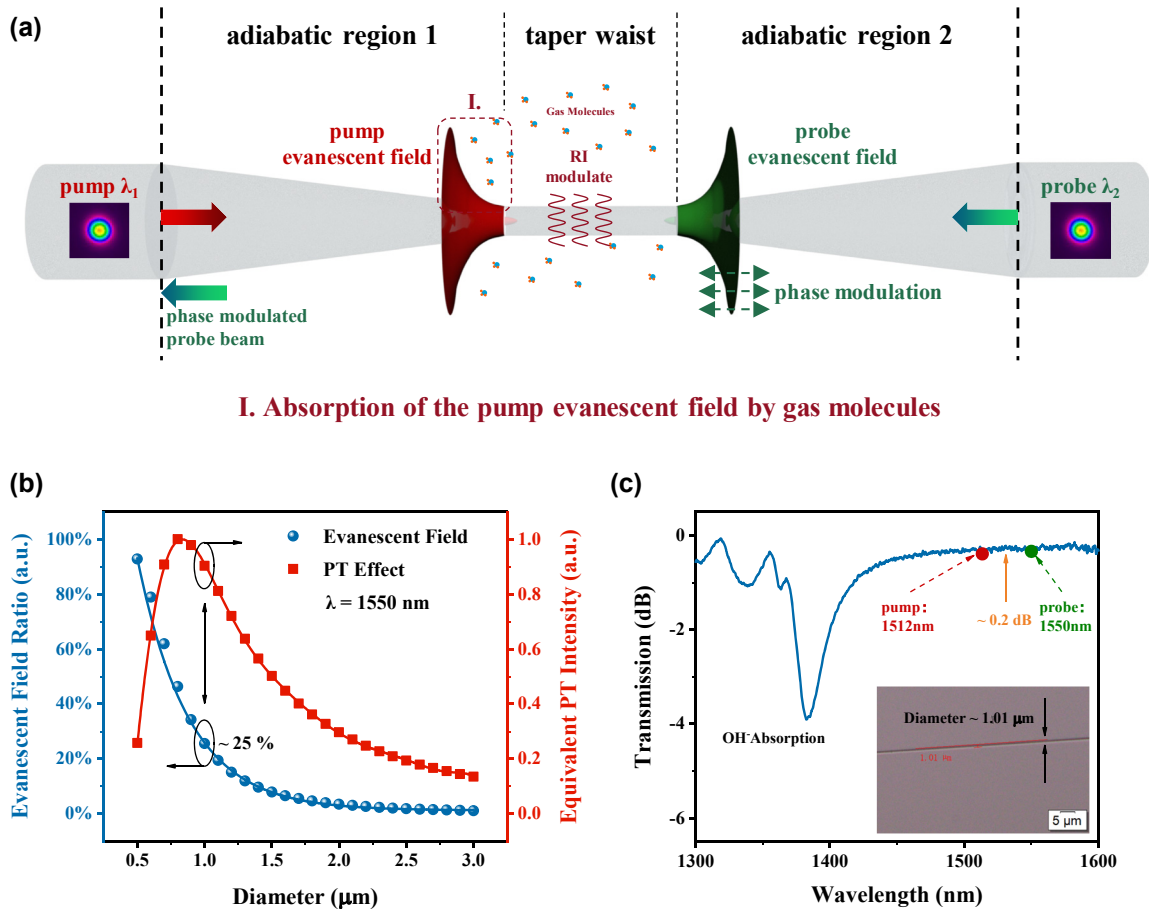 (a)
adiabatic region 1
taper waist
adiabatic region 2
I.
Gas Molecules
pump
evanescent field
probe
evanescent field
RI
modulate
pump λ1
probe λ2
phase modulated
probe beam
phase modulation
I. Absorption of the pump evanescent field by gas molecules
(b)
Evanescent Field Ratio (a.u.)
100%
80%
60%
40%
20%
0%
Evanescent Field
PT Effect
λ = 1550 nm
~ 25 %
1.0
0.8
0.6
0.4
0.2
0.0
Equivalent PT Intensity (a.u.)
0.5
1.0
1.5
2.0
2.5
3.0
Diameter (μm)
(c)
Transmission (dB)
0
-2
-4
-6
pump:
1512nm
~ 0.2 dB
probe:
1550nm
OH-Absorption
Diameter ~ 1.01 μm
5 μm
1300
1400
1500
1600
Wavelength (nm)